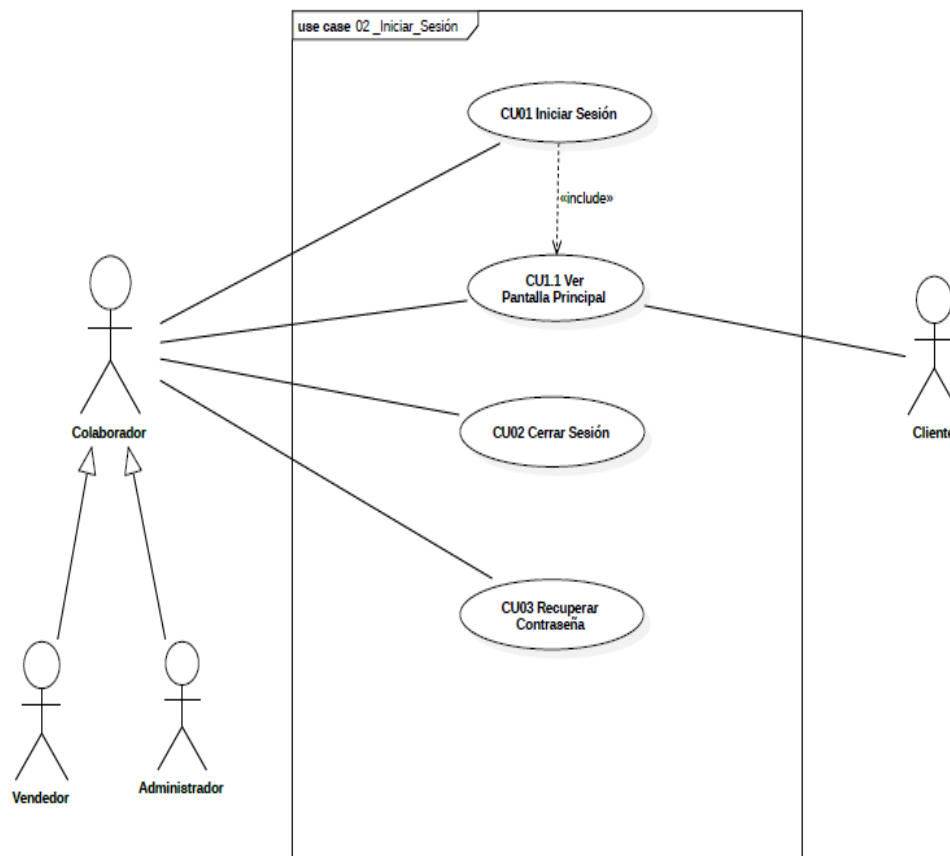 use case 02 _Iniciar_Sesión
CU01 Iniciar Sesión
«include»
CU1.1 Ver
Pantalla Principal
Colaborador
CU02 Cerrar Sesión
Cliente
CU03 Recuperar
Contraseña
Vendedor
Administrador